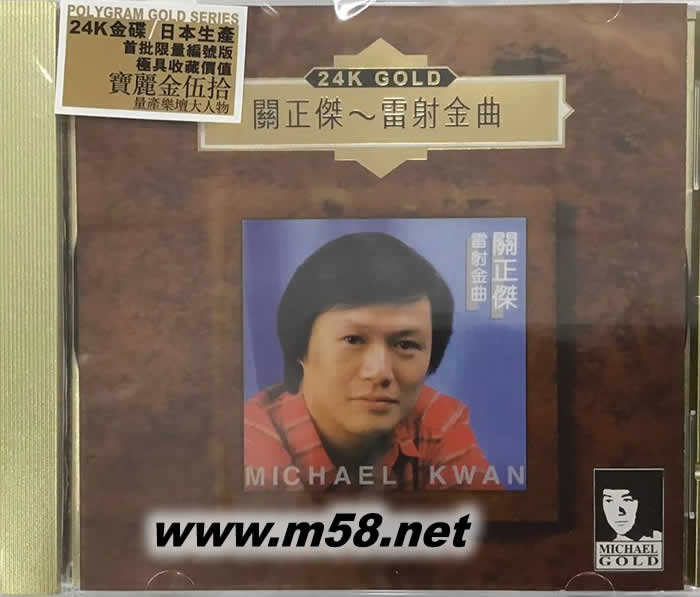 POLYGRAM GOLD SERIES
24K金碟/日本生產
首批限量編號版
極具收藏價值
寶麗金伍拾
量產樂壇大人物
24K GOLD
關正傑～雷射金曲
關正傑
雷射金曲
MICHAEL KWAN
www.m58.net
MICHAEL
GOLD